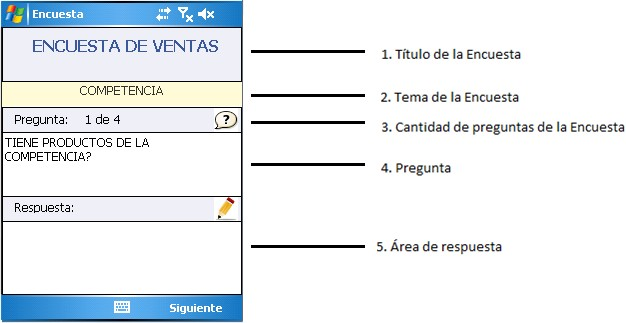 Encuesta
ENCUESTA DE VENTAS
1. Título de la Encuesta
COMPETENCIA
2. Tema de la Encuesta
Pregunta: 1 de 4
?
3. Cantidad de preguntas de la Encuesta
TIENE PRODUCTOS DE LA
COMPETENCIA?
4. Pregunta
Respuesta:
5. Área de respuesta
Siguiente